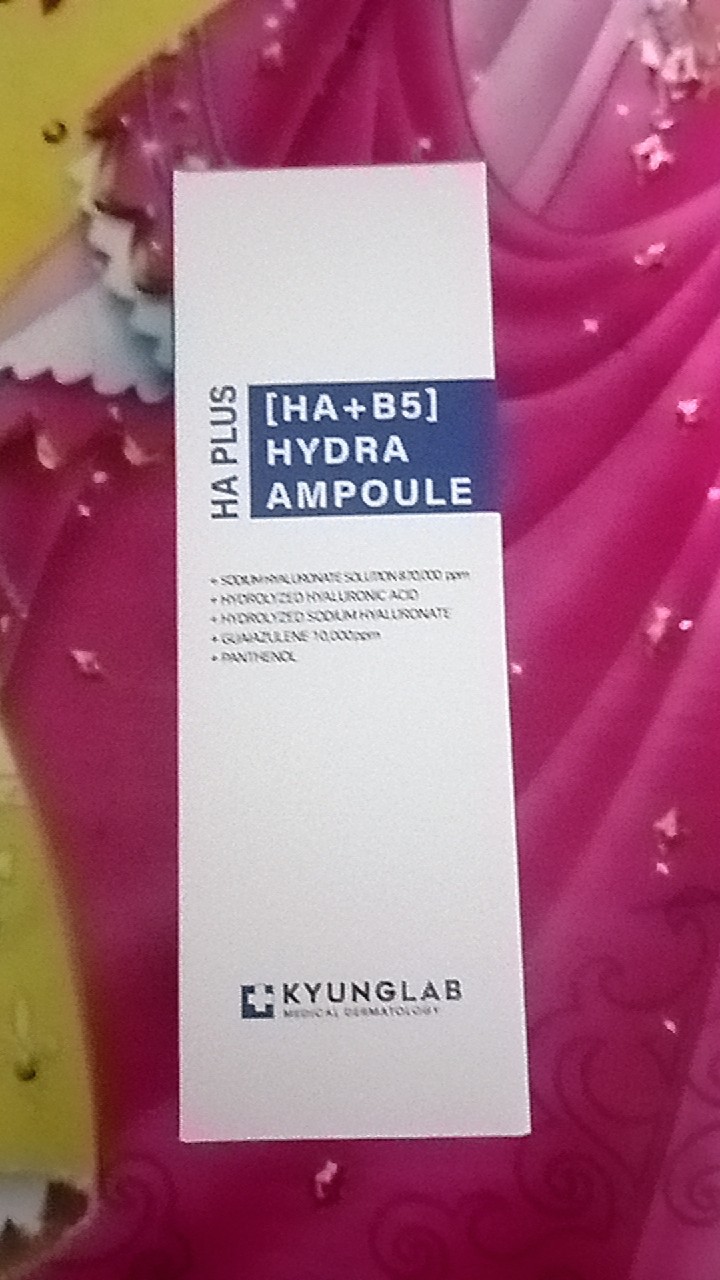 HA PLUS
[HA+B5]
HYDRA
AMPOULE
+ SODIUM HYALURONATE SOLUTION 870,000 ppm
+ HYDROLYZED HYALURONIC ACID
+ HYDROLYZED SODIUM HYALURONATE
+ GUAIAZULENE 10,000ppm
+ PANTHENOL
KYUNGLAB
MEDICAL DERMATOLOGY